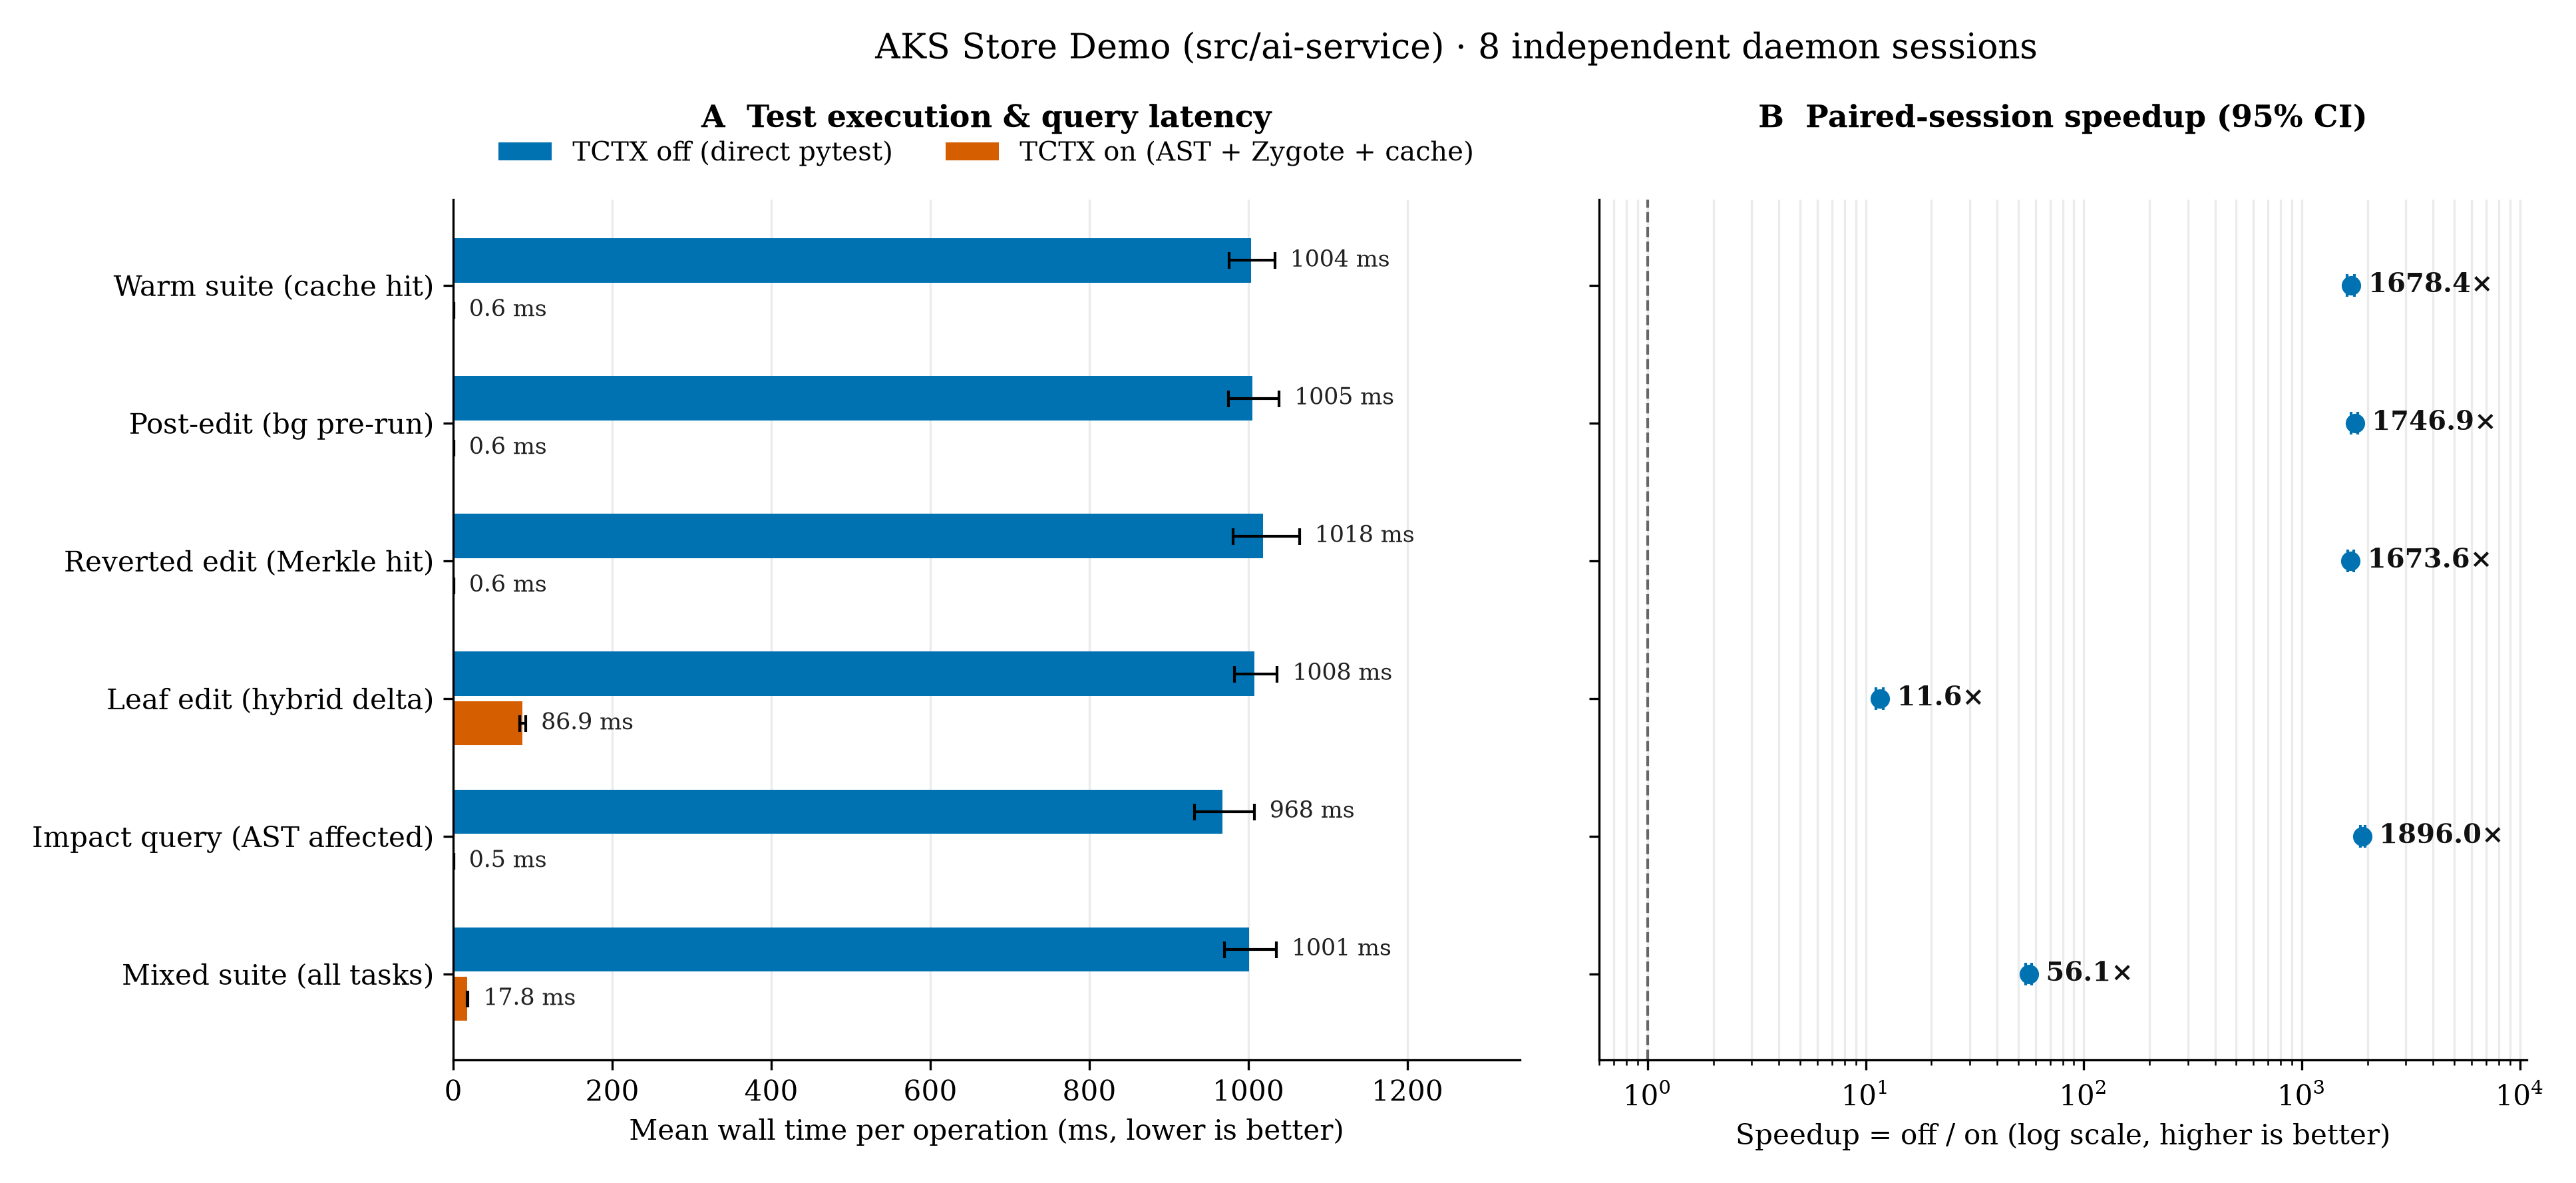 AKS Store Demo (src/ai-service) · 8 independent daemon sessions
A Test execution & query latency
TCTX off (direct pytest)
TCTX on (AST + Zygote + cache)
Warm suite (cache hit)
1004 ms
0.6 ms
Post-edit (bg pre-run)
1005 ms
0.6 ms
Reverted edit (Merkle hit)
1018 ms
0.6 ms
Leaf edit (hybrid delta)
1008 ms
86.9 ms
Impact query (AST affected)
968 ms
0.5 ms
Mixed suite (all tasks)
1001 ms
17.8 ms
0 200 400 600 800 1000 1200
Mean wall time per operation (ms, lower is better)
B Paired-session speedup (95% CI)
1678.4×
1746.9×
1673.6×
11.6×
1896.0×
56.1×
10⁰ 10¹ 10² 10³ 10⁴
Speedup = off / on (log scale, higher is better)